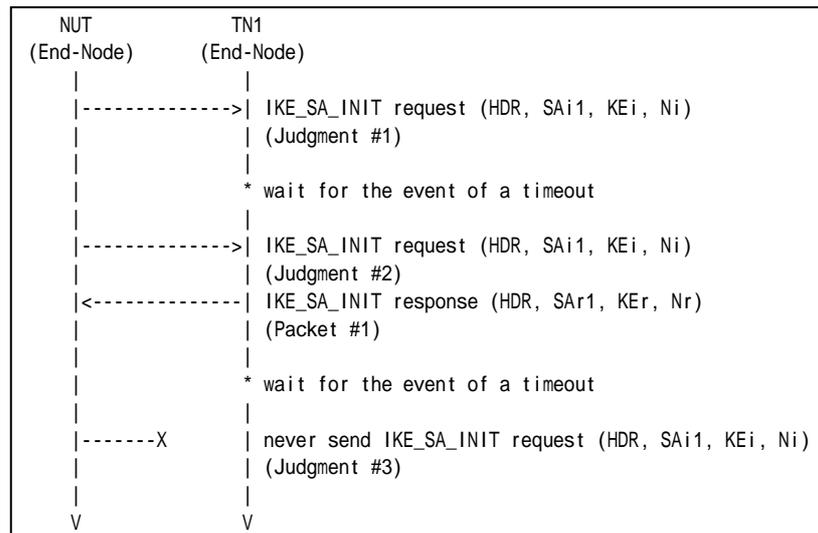 NUT TN1
(End-Node) (End-Node)
| |
|-------------->| IKE_SA_INIT request (HDR, SAi1, KEi, Ni)
| | (Judgment #1)
| |
| * wait for the event of a timeout
| |
|-------------->| IKE_SA_INIT request (HDR, SAi1, KEi, Ni)
| | (Judgment #2)
|<--------------| IKE_SA_INIT response (HDR, SAr1, KEr, Nr)
| | (Packet #1)
| |
| * wait for the event of a timeout
| |
|-------X | never send IKE_SA_INIT request (HDR, SAi1, KEi, Ni)
| | (Judgment #3)
| |
V V